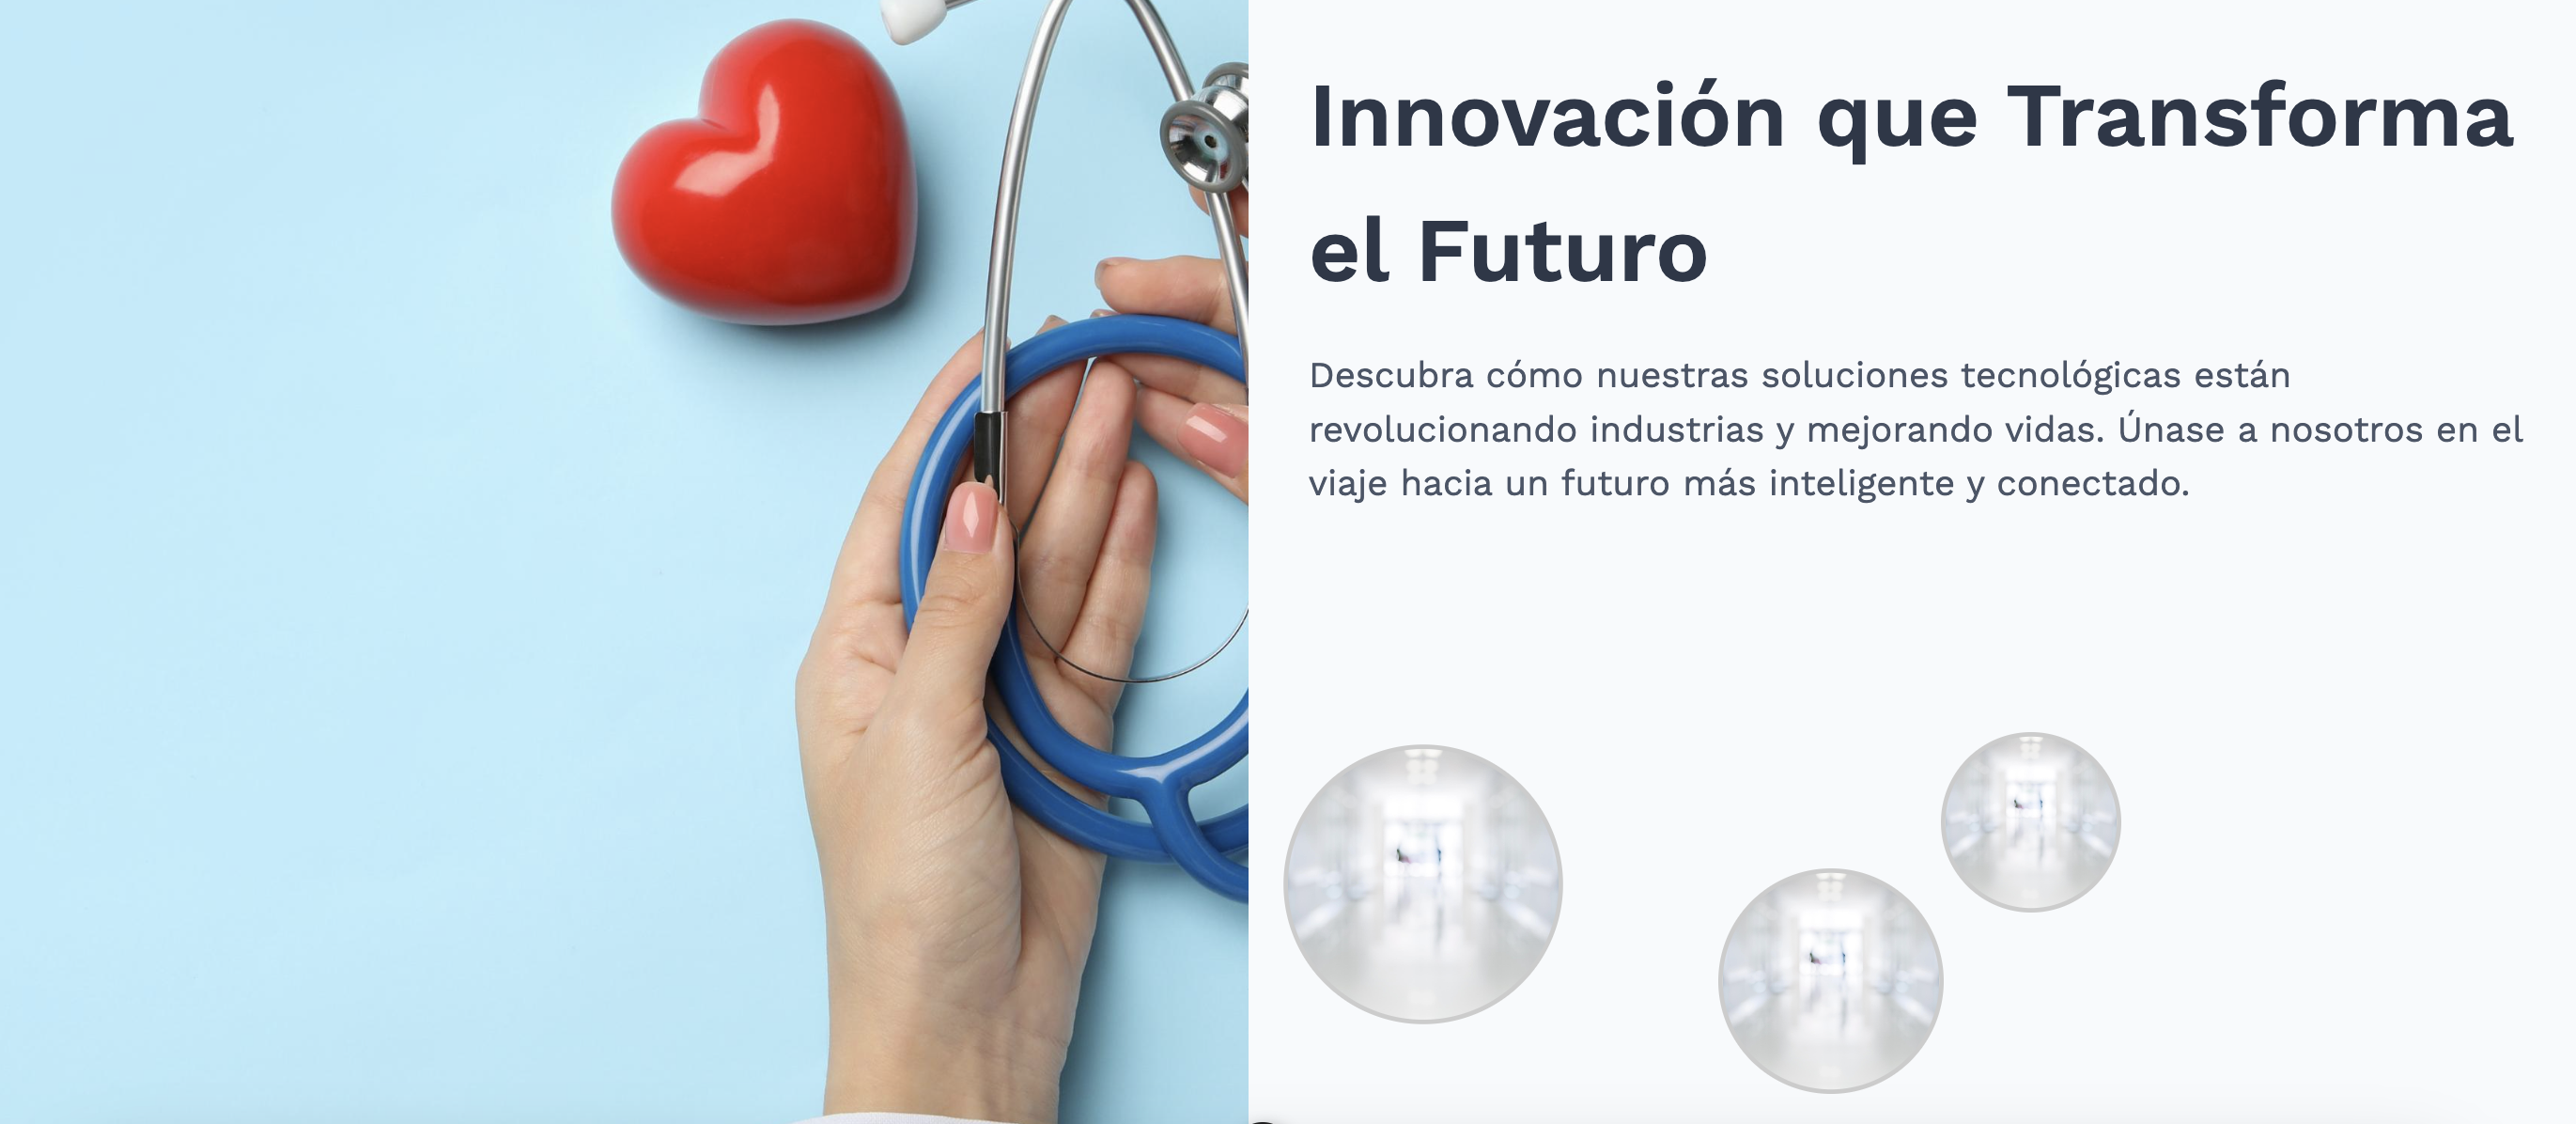 Innovación que Transforma
el Futuro
Descubra cómo nuestras soluciones tecnológicas están
revolucionando industrias y mejorando vidas. Únase a nosotros en el
viaje hacia un futuro más inteligente y conectado.